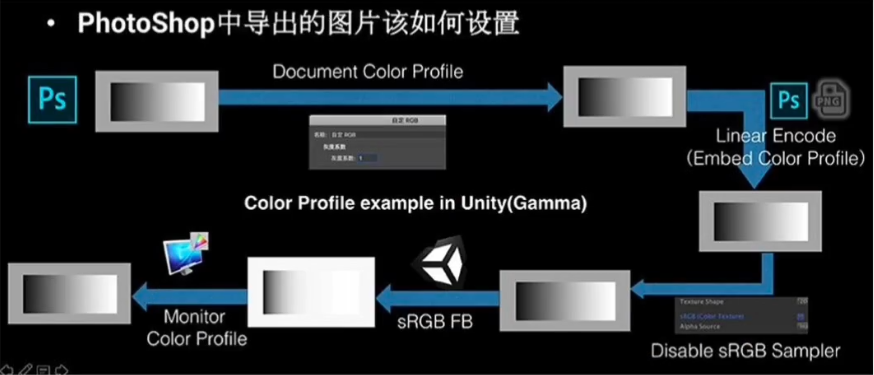 • PhotoShop中导出的图片该如何设置
Ps
Document Color Profile
自定 RGB
名称: 自定 RGB
灰度系数
灰度系数: 1
Ps
PNG
Linear Encode
(Embed Color Profile)
Color Profile example in Unity(Gamma)
Monitor
Color Profile
sRGB FB
Texture Shape
sRGB (Color Texture)
Alpha Source
Disable sRGB Sampler